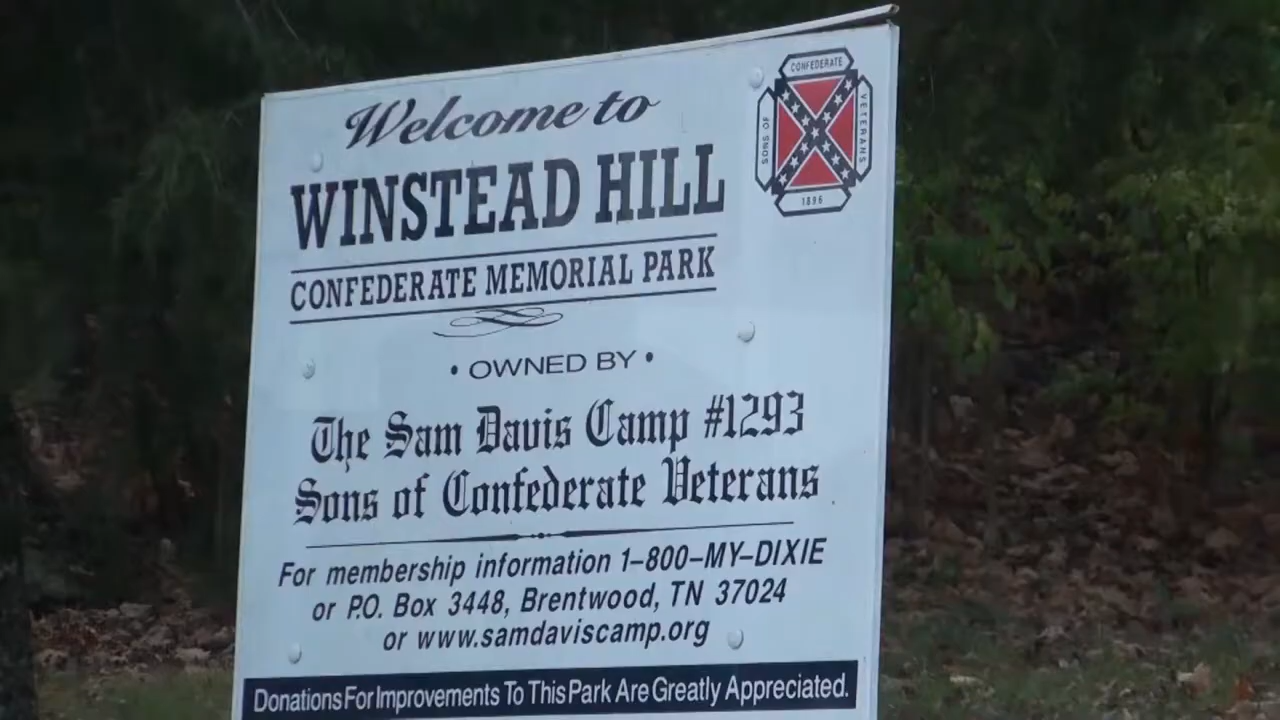 Welcome to
WINSTEAD HILL
CONFEDERATE MEMORIAL PARK
• OWNED BY •
The Sam Davis Camp #1293
Sons of Confederate Veterans
For membership information 1-800-MY-DIXIE
or P.O. Box 3448, Brentwood, TN 37024
or www.samdaviscamp.org
Donations For Improvements To This Park Are Greatly Appreciated.
CONFEDERATE
SONS OF
VETERANS
1896